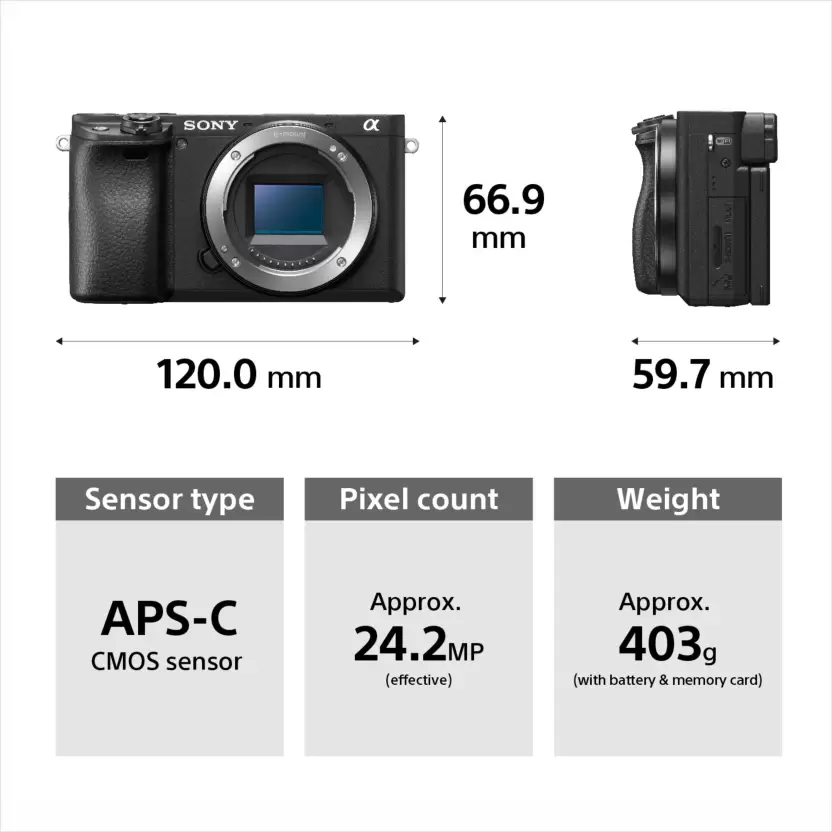 SONY
α
E-mount
66.9
mm
120.0 mm
59.7 mm
Sensor type
APS-C
CMOS sensor
Pixel count
Approx.
24.2MP
(effective)
Weight
Approx.
403g
(with battery & memory card)